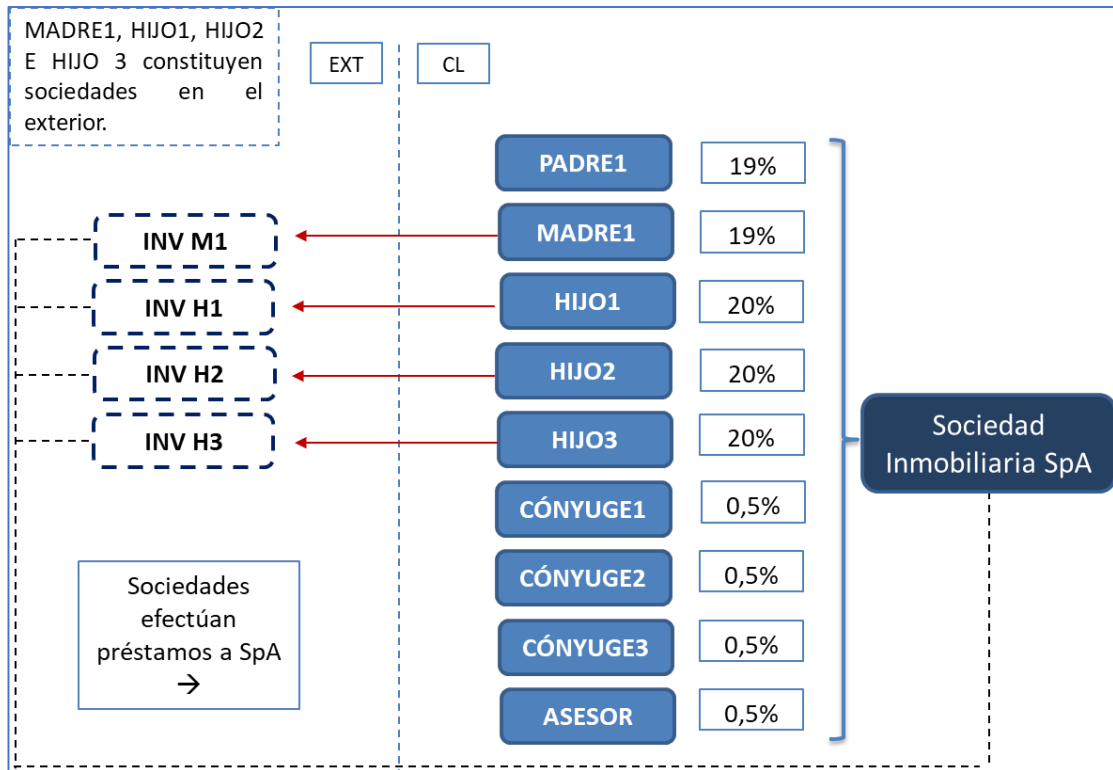 MADRE1, HIJO1, HIJO2
E HIJO 3 constituyen
sociedades en el
exterior.
EXT
CL
PADRE1
19%
INV M1
MADRE1
19%
INV H1
HIJO1
20%
INV H2
HIJO2
20%
INV H3
HIJO3
20%
Sociedad
Inmobiliaria SpA
CÓNYUGE1
0,5%
Sociedades
efectúan
préstamos a SpA
→
CÓNYUGE2
0,5%
CÓNYUGE3
0,5%
ASESOR
0,5%